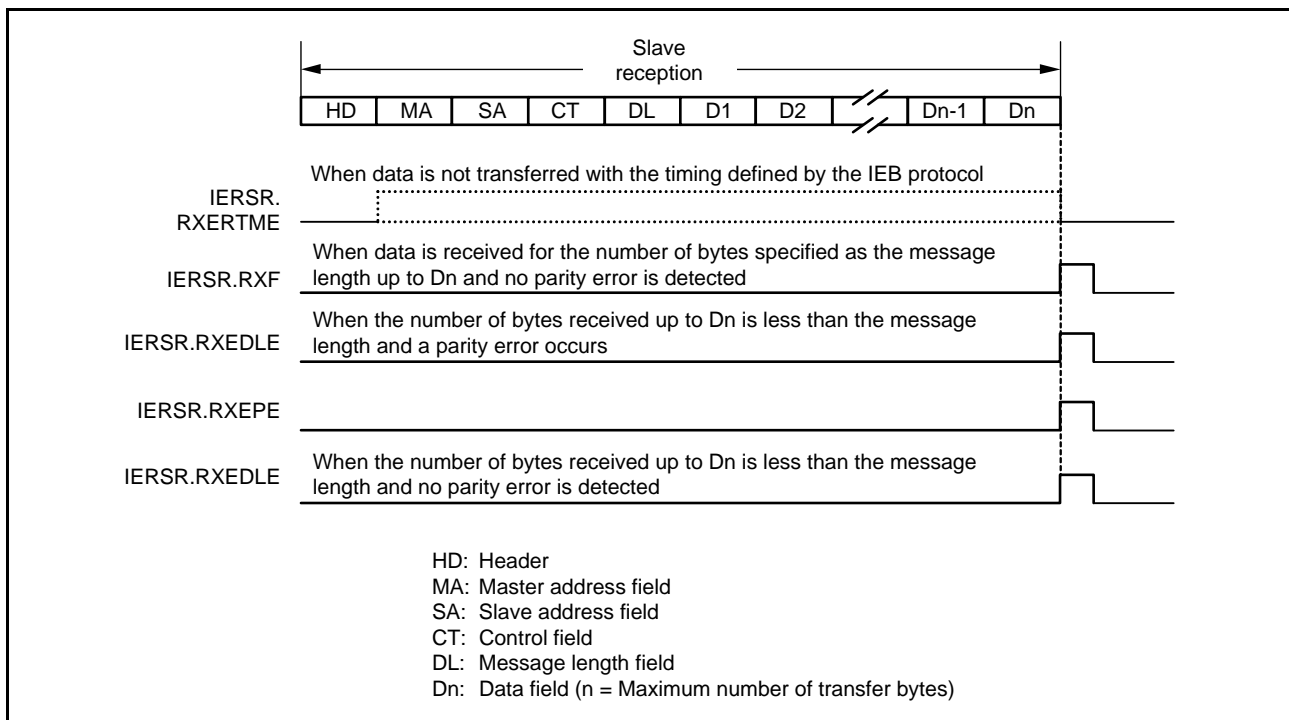 Slave
reception
HD MA SA CT DL D1 D2 Dn-1 Dn
When data is not transferred with the timing defined by the IEB protocol
IERSR.
RXERTME
When data is received for the number of bytes specified as the message
length up to Dn and no parity error is detected
IERSR.RXF
When the number of bytes received up to Dn is less than the message
length and a parity error occurs
IERSR.RXEDLE
IERSR.RXEPE
When the number of bytes received up to Dn is less than the message
length and no parity error is detected
IERSR.RXEDLE
HD: Header
MA: Master address field
SA: Slave address field
CT: Control field
DL: Message length field
Dn: Data field (n = Maximum number of transfer bytes)